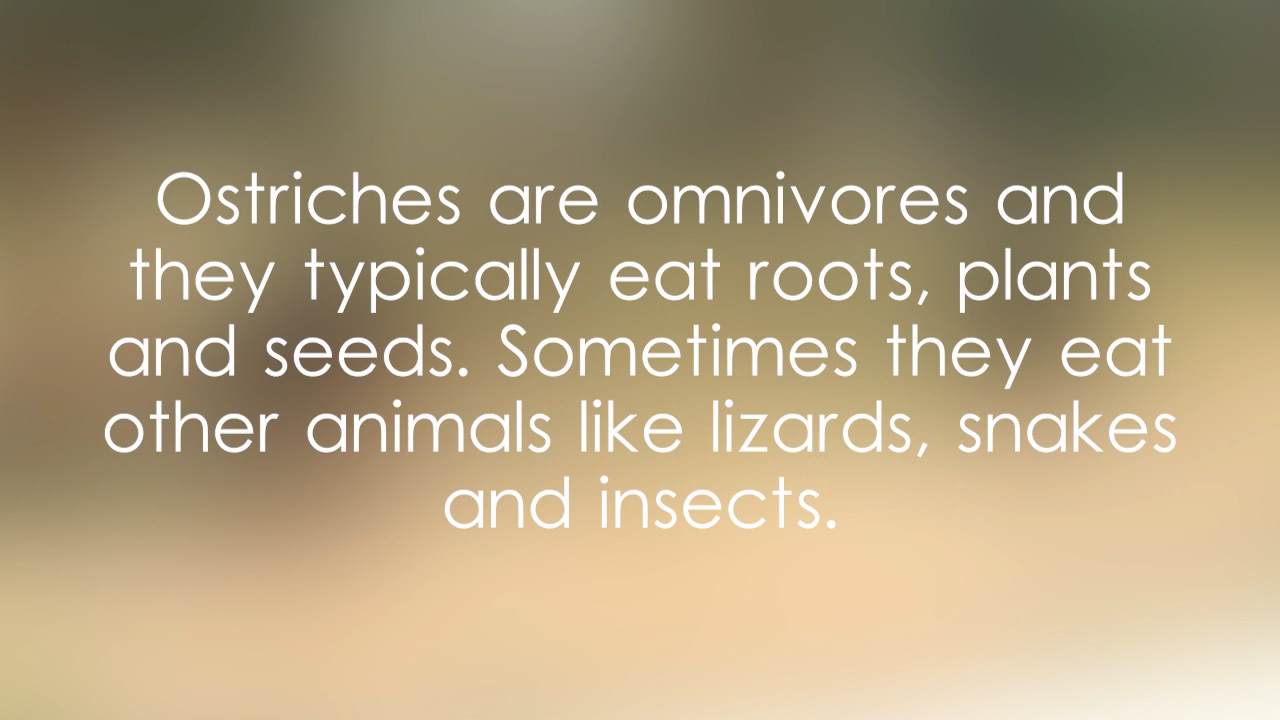 Ostriches are omnivores and
they typically eat roots, plants
and seeds. Sometimes they eat
other animals like lizards, snakes
and insects.